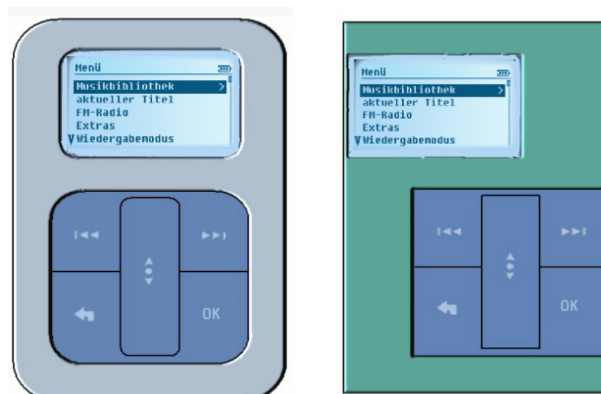 Menü
Musikbibliothek >
aktueller Titel
FM-Radio
Extras
Wiedergabemodus
OK
Menü
Musikbibliothek >
aktueller Titel
FM-Radio
Extras
Wiedergabemodus
OK